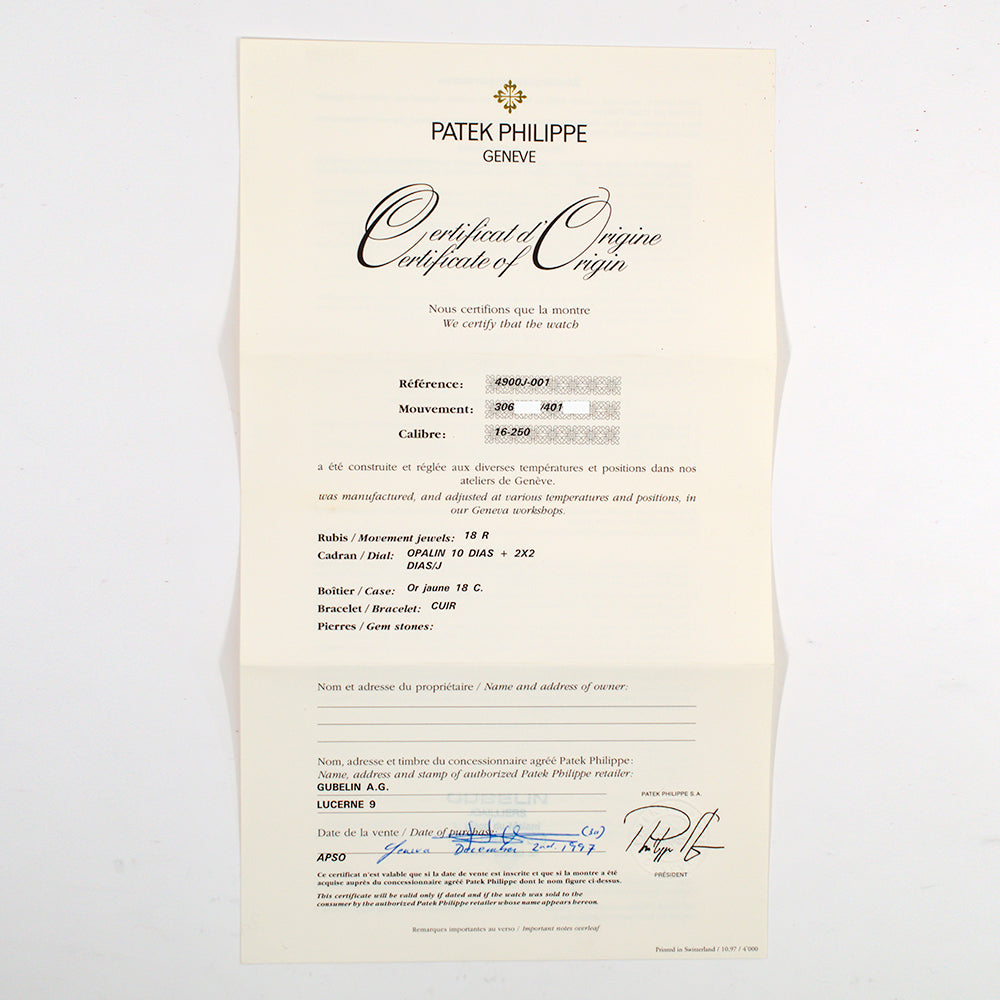 PATEK PHILIPPE
GENEVE
Certificat d'Origine
Certificate of Origin
Nous certifions que la montre
We certify that the watch
Référence: 4900J-001
Mouvement: 306 /401
Calibre: 16-250
a été construite et réglée aux diverses températures et positions dans nos
ateliers de Genève.
was manufactured, and adjusted at various temperatures and positions, in
our Geneva workshops.
Rubis / Movement jewels: 18 R
Cadran / Dial: OPALIN 10 DIAS + 2X2
DIAS/J
Boîtier / Case: Or jaune 18 C.
Bracelet / Bracelet: CUIR
Pierres / Gem stones:
Nom et adresse du propriétaire / Name and address of owner:
Nom, adresse et timbre du concessionnaire agréé Patek Philippe:
Name, address and stamp of authorized Patek Philippe retailer:
GUBELIN A.G.
GUBELIN
PATEK PHILIPPE S.A.
LUCERNE 9
JOAILLIERS
Date de la vente / Date of purchase:
APSO Geneva December 2nd. 1997
PRÉSIDENT
Ce certificat n'est valable que si la date de vente est inscrite et que si la montre a été
acquise auprès du concessionnaire agréé Patek Philippe dont le nom figure ci-dessus.
This certificate will be valid only if dated and if the watch was sold to the
consumer by the authorized Patek Philippe retailer whose name appears hereon.
Remarques importantes au verso / Important notes overleaf
Printed in Switzerland / 10.97 / 4'000